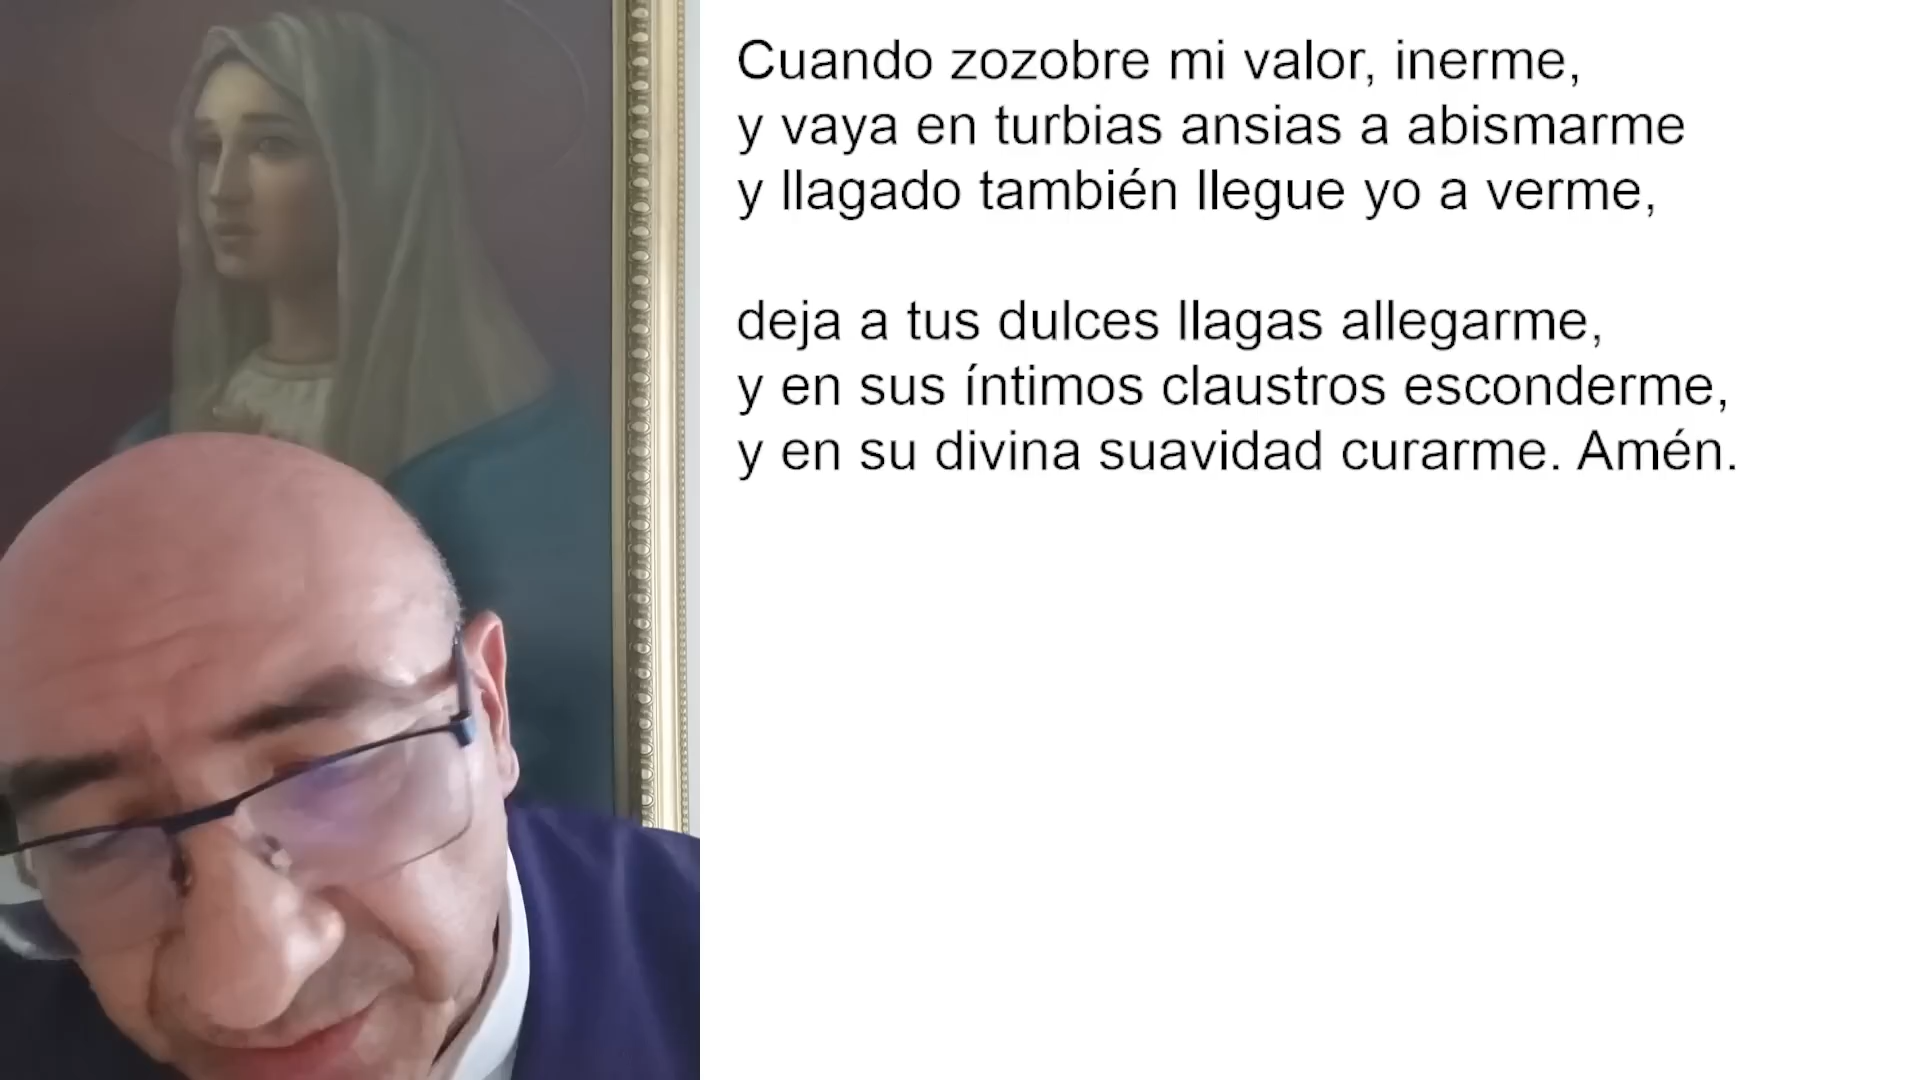 Cuando zozobre mi valor, inerme,
y vaya en turbias ansias a abismarme
y llagado también llegue yo a verme,
deja a tus dulces llagas allegarme,
y en sus íntimos claustros esconderme,
y en su divina suavidad curarme. Amén.